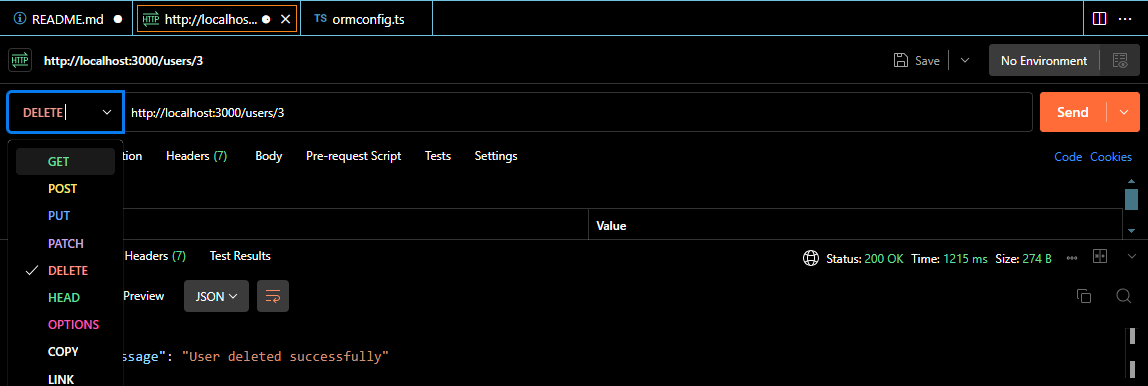 README.md
http://localhos...
TS ormconfig.ts
HTTP http://localhost:3000/users/3
Save
No Environment
DELETE
http://localhost:3000/users/3
Send
GET
POST
PUT
PATCH
DELETE
HEAD
OPTIONS
COPY
LINK
tion Headers (7) Body Pre-request Script Tests Settings
Code Cookies
Value
Headers (7) Test Results
Status: 200 OK Time: 1215 ms Size: 274 B
Preview JSON
ssage": "User deleted successfully"